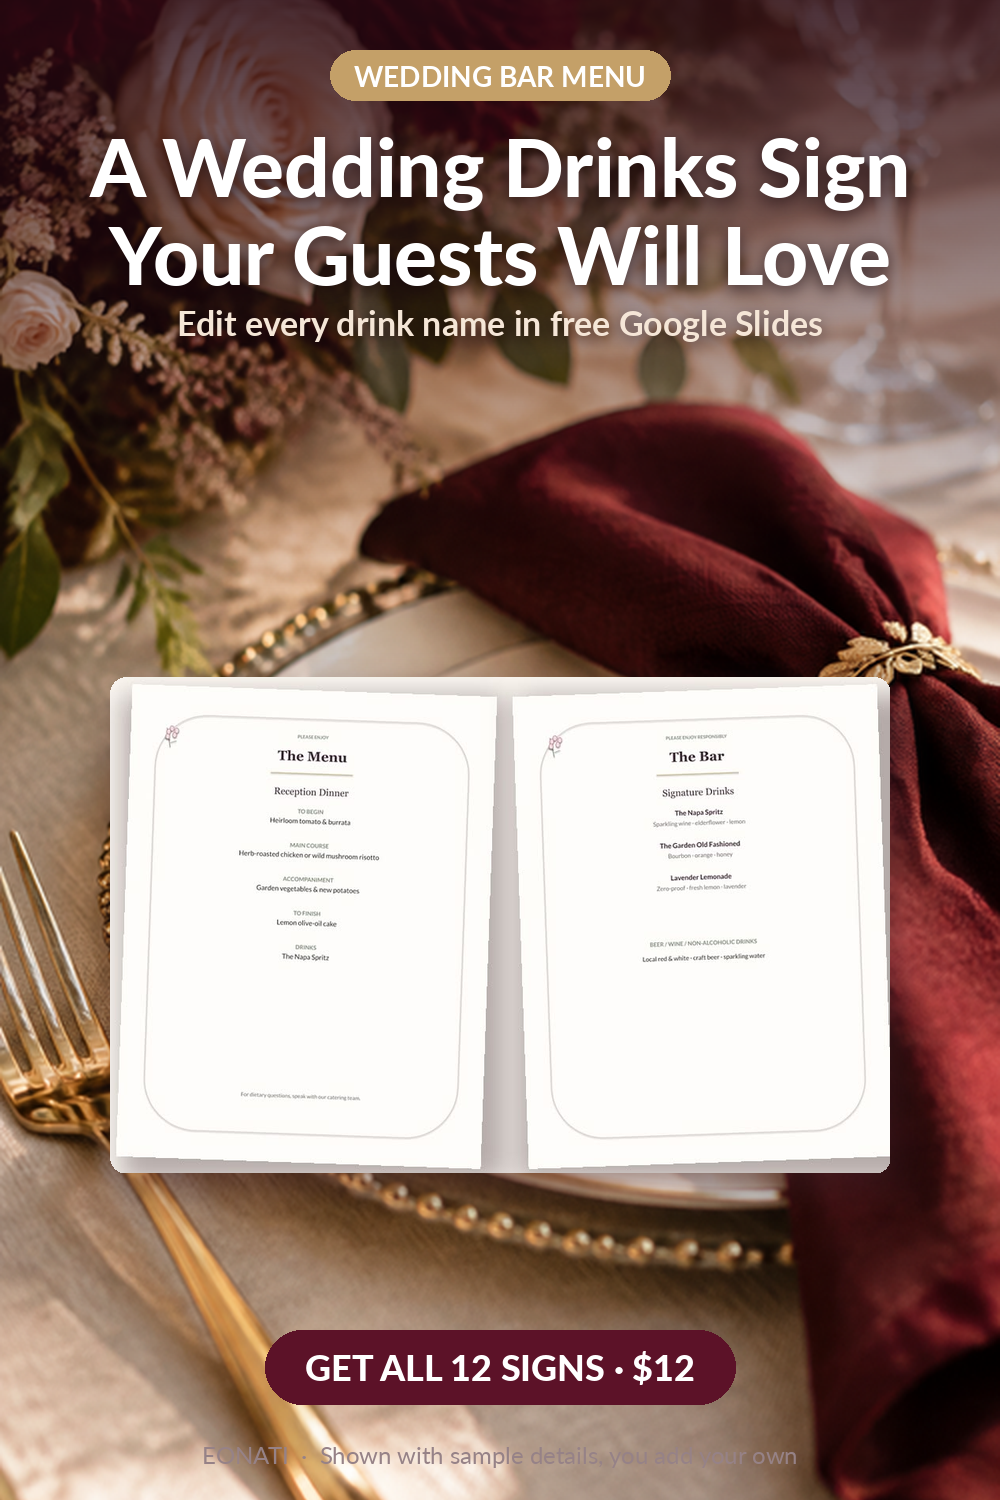 WEDDING BAR MENU
A Wedding Drinks Sign
Your Guests Will Love
Edit every drink name in free Google Slides
PLEASE ENJOY
The Menu
Reception Dinner
TO BEGIN
Heirloom tomato & burrata
MAIN COURSE
Herb-roasted chicken or wild mushroom risotto
ACCOMPANIMENT
Garden vegetables & new potatoes
TO FINISH
Lemon olive-oil cake
DRINKS
The Napa Spritz
For dietary questions, speak with our catering team.
PLEASE ENJOY RESPONSIBLY
The Bar
Signature Drinks
The Napa Spritz
Sparkling wine · elderflower · lemon
The Garden Old Fashioned
Bourbon · orange · honey
Lavender Lemonade
Zero-proof · fresh lemon · lavender
BEER / WINE / NON-ALCOHOLIC DRINKS
Local red & white · craft beer · sparkling water
GET ALL 12 SIGNS · $12
EONATI · Shown with sample details, you add your own